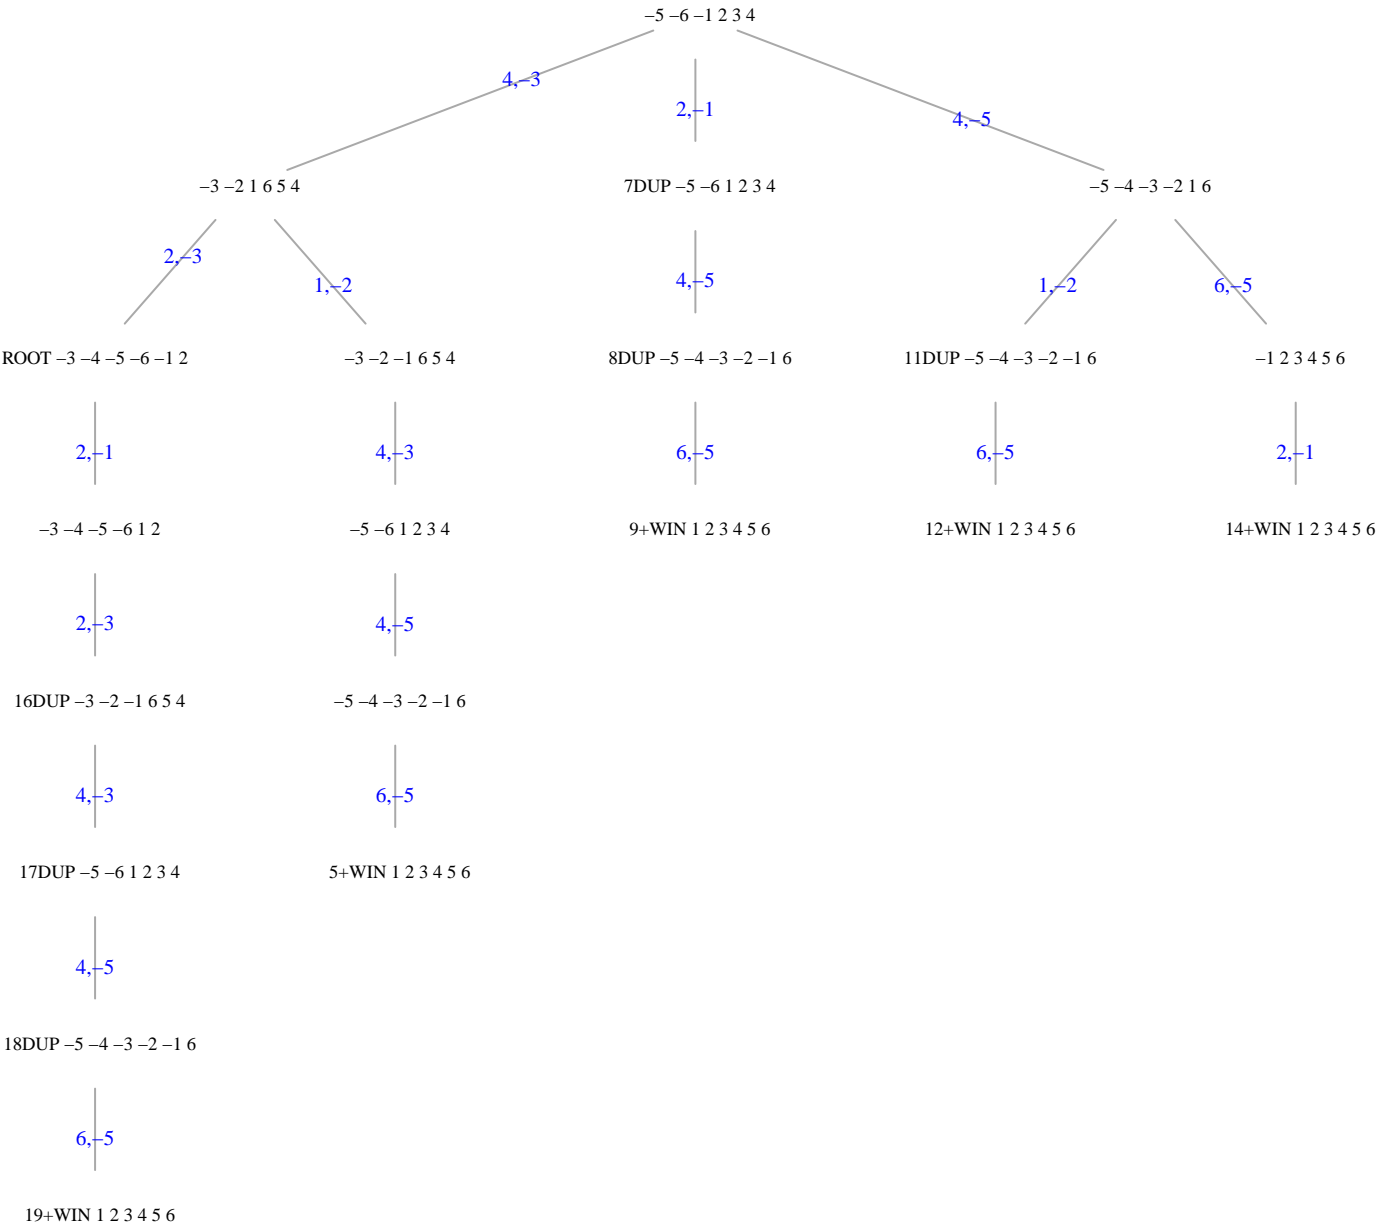 –5 –6 –1 2 3 4
4,–3
2,–1
4,–5
–3 –2 1 6 5 4
7DUP –5 –6 1 2 3 4
–5 –4 –3 –2 1 6
2,–3
1,–2
4,–5
1,–2
6,–5
ROOT –3 –4 –5 –6 –1 2
–3 –2 –1 6 5 4
8DUP –5 –4 –3 –2 –1 6
11DUP –5 –4 –3 –2 –1 6
–1 2 3 4 5 6
2,–1
4,–3
6,–5
6,–5
2,–1
–3 –4 –5 –6 1 2
–5 –6 1 2 3 4
9+WIN 1 2 3 4 5 6
12+WIN 1 2 3 4 5 6
14+WIN 1 2 3 4 5 6
2,–3
4,–5
16DUP –3 –2 –1 6 5 4
–5 –4 –3 –2 –1 6
4,–3
6,–5
17DUP –5 –6 1 2 3 4
5+WIN 1 2 3 4 5 6
4,–5
18DUP –5 –4 –3 –2 –1 6
6,–5
19+WIN 1 2 3 4 5 6